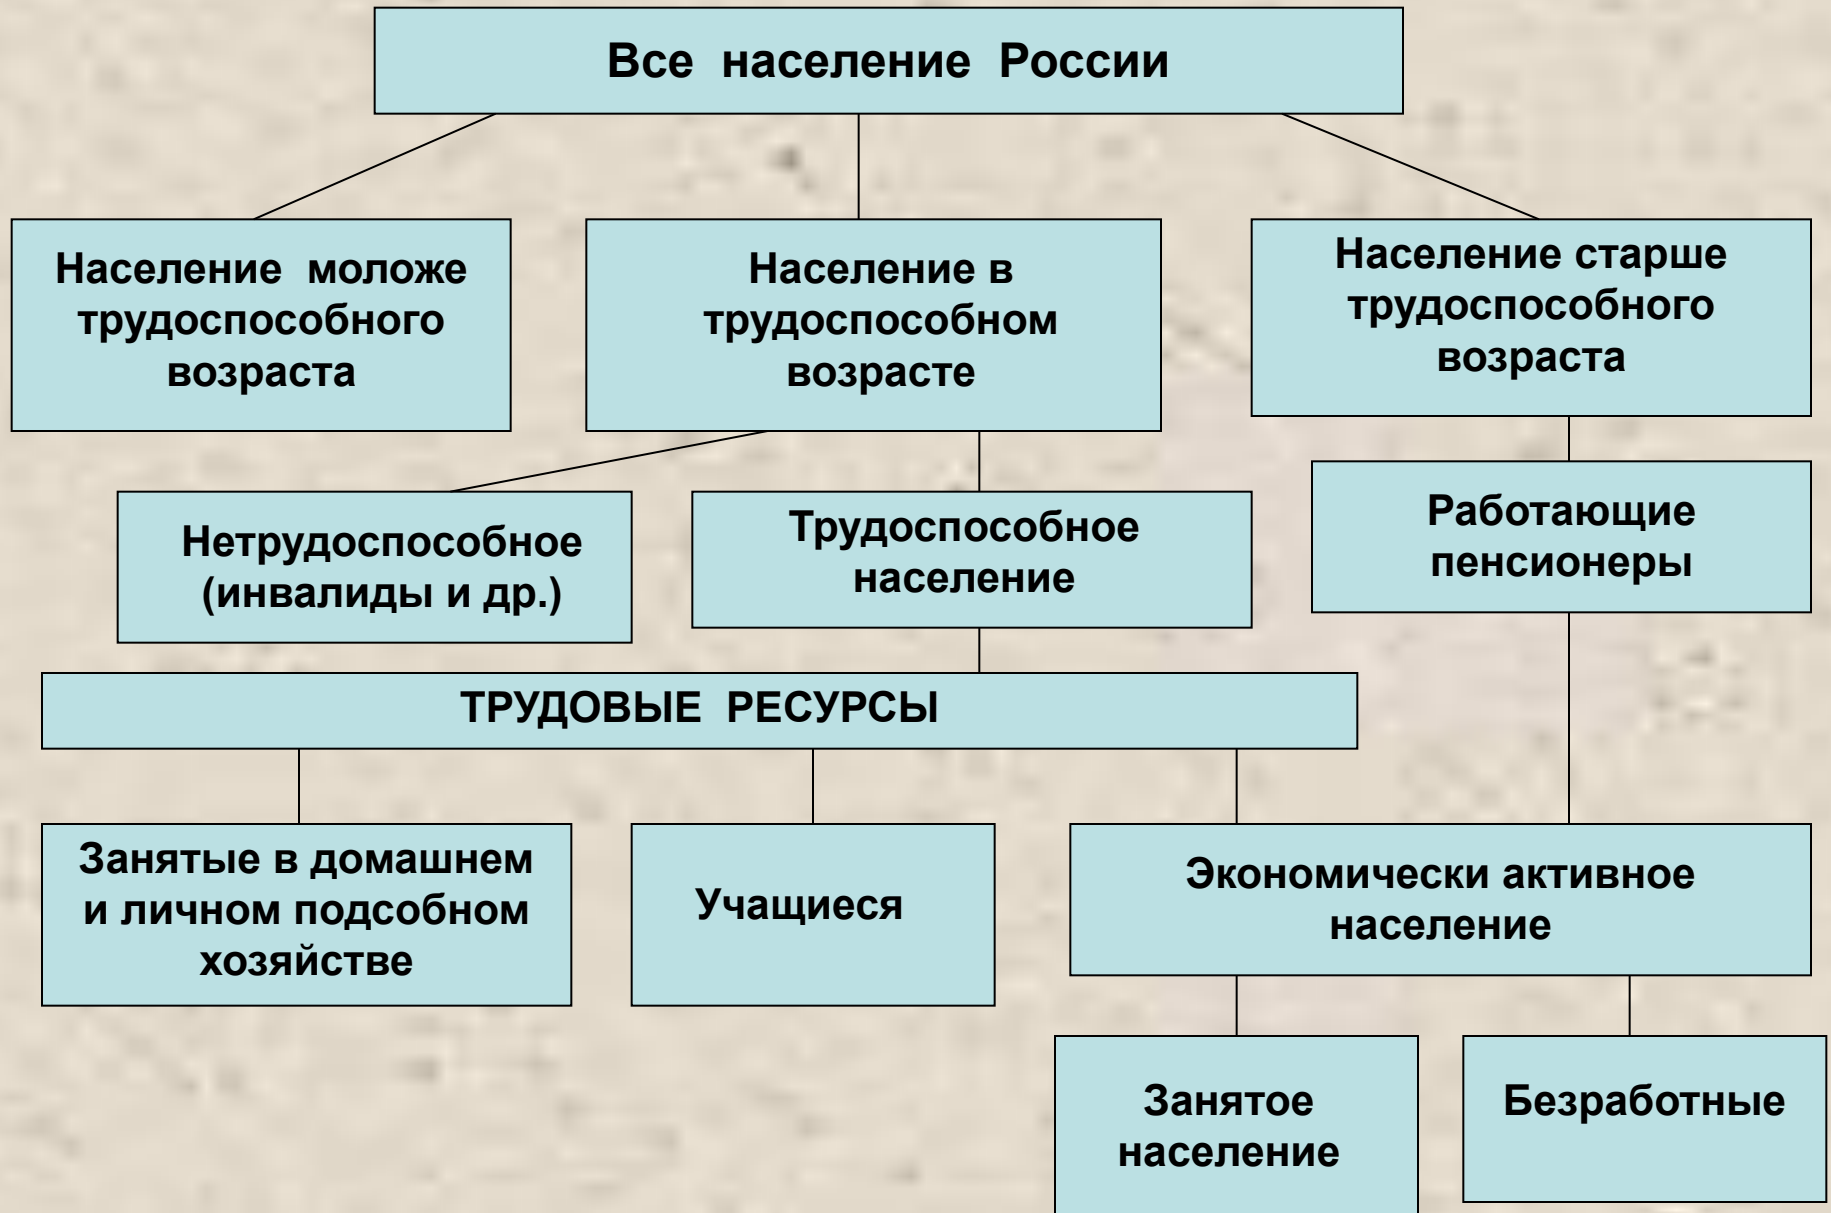 Все население России
Население моложе
трудоспособного
возраста
Население в
трудоспособном
возрасте
Население старше
трудоспособного
возраста
Нетрудоспособное
(инвалиды и др.)
Трудоспособное
население
Работающие
пенсионеры
ТРУДОВЫЕ РЕСУРСЫ
Занятые в домашнем
и личном подсобном
хозяйстве
Учащиеся
Экономически активное
население
Занятое
население
Безработные